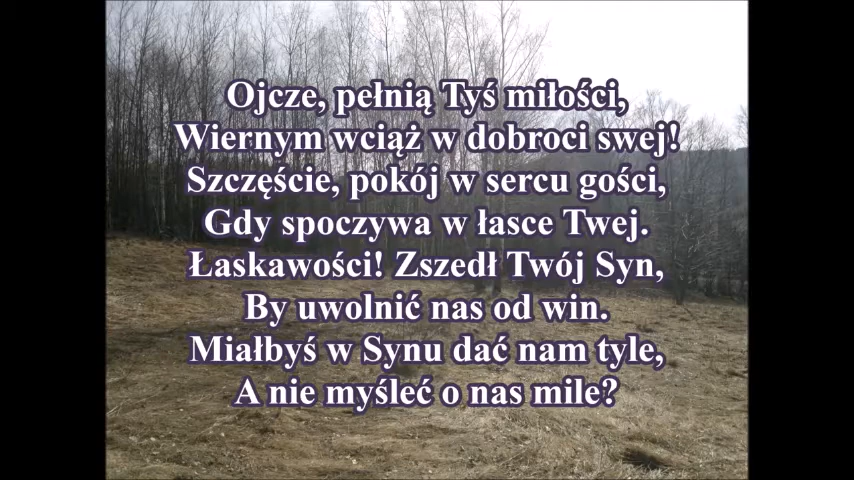 Ojcze, pełnią Tyś miłości,
Wiernym wciąż w dobroci swej!
Szczęście, pokój w sercu gości,
Gdy spoczywa w łasce Twej.
Łaskawości! Zszedł Twój Syn,
By uwolnić nas od win.
Miałbyś w Synu dać nam tyle,
A nie myśleć o nas mile?